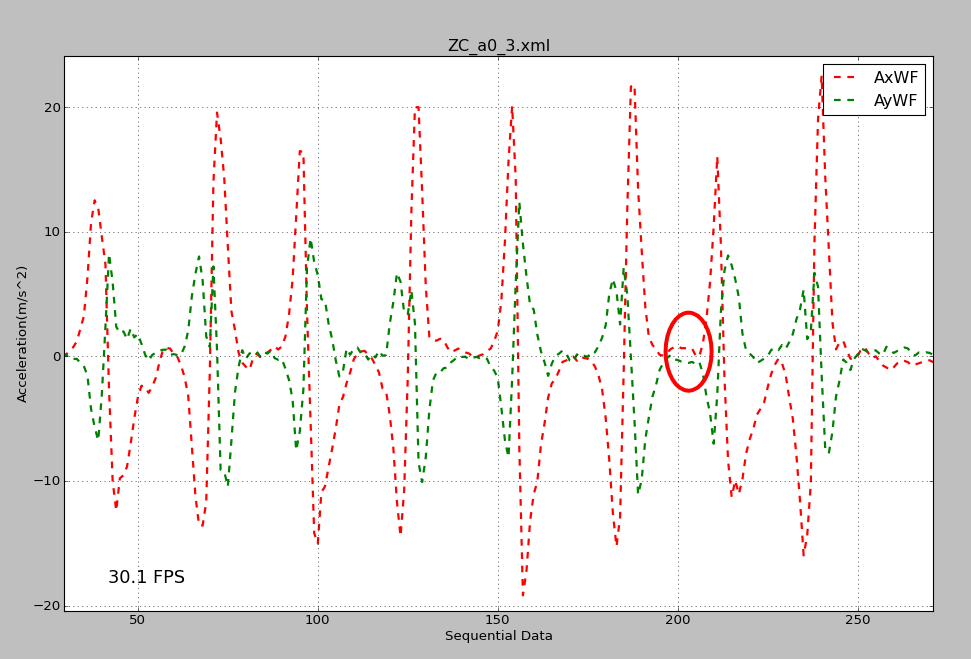 ZC_a0_3.xml
AxWF
AyWF
20
10
0
−10
−20
Acceleration(m/s^2)
30.1 FPS
50
100
150
200
250
Sequential Data